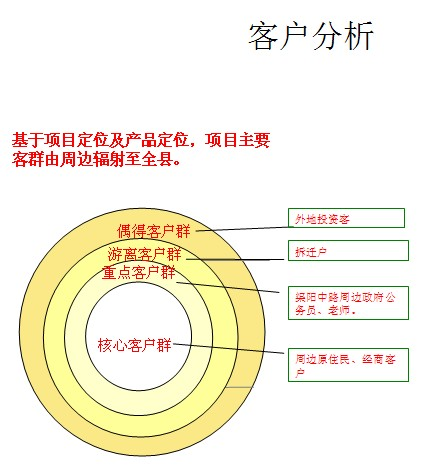 客户分析
基于项目定位及产品定位，项目主要
客群由周边辐射至全县。
偶得客户群
外地投资客
游离客户群
拆迁户
重点客户群
梁阳中路周边政府公
务员、老师。
核心客户群
周边原住民、经商客
户